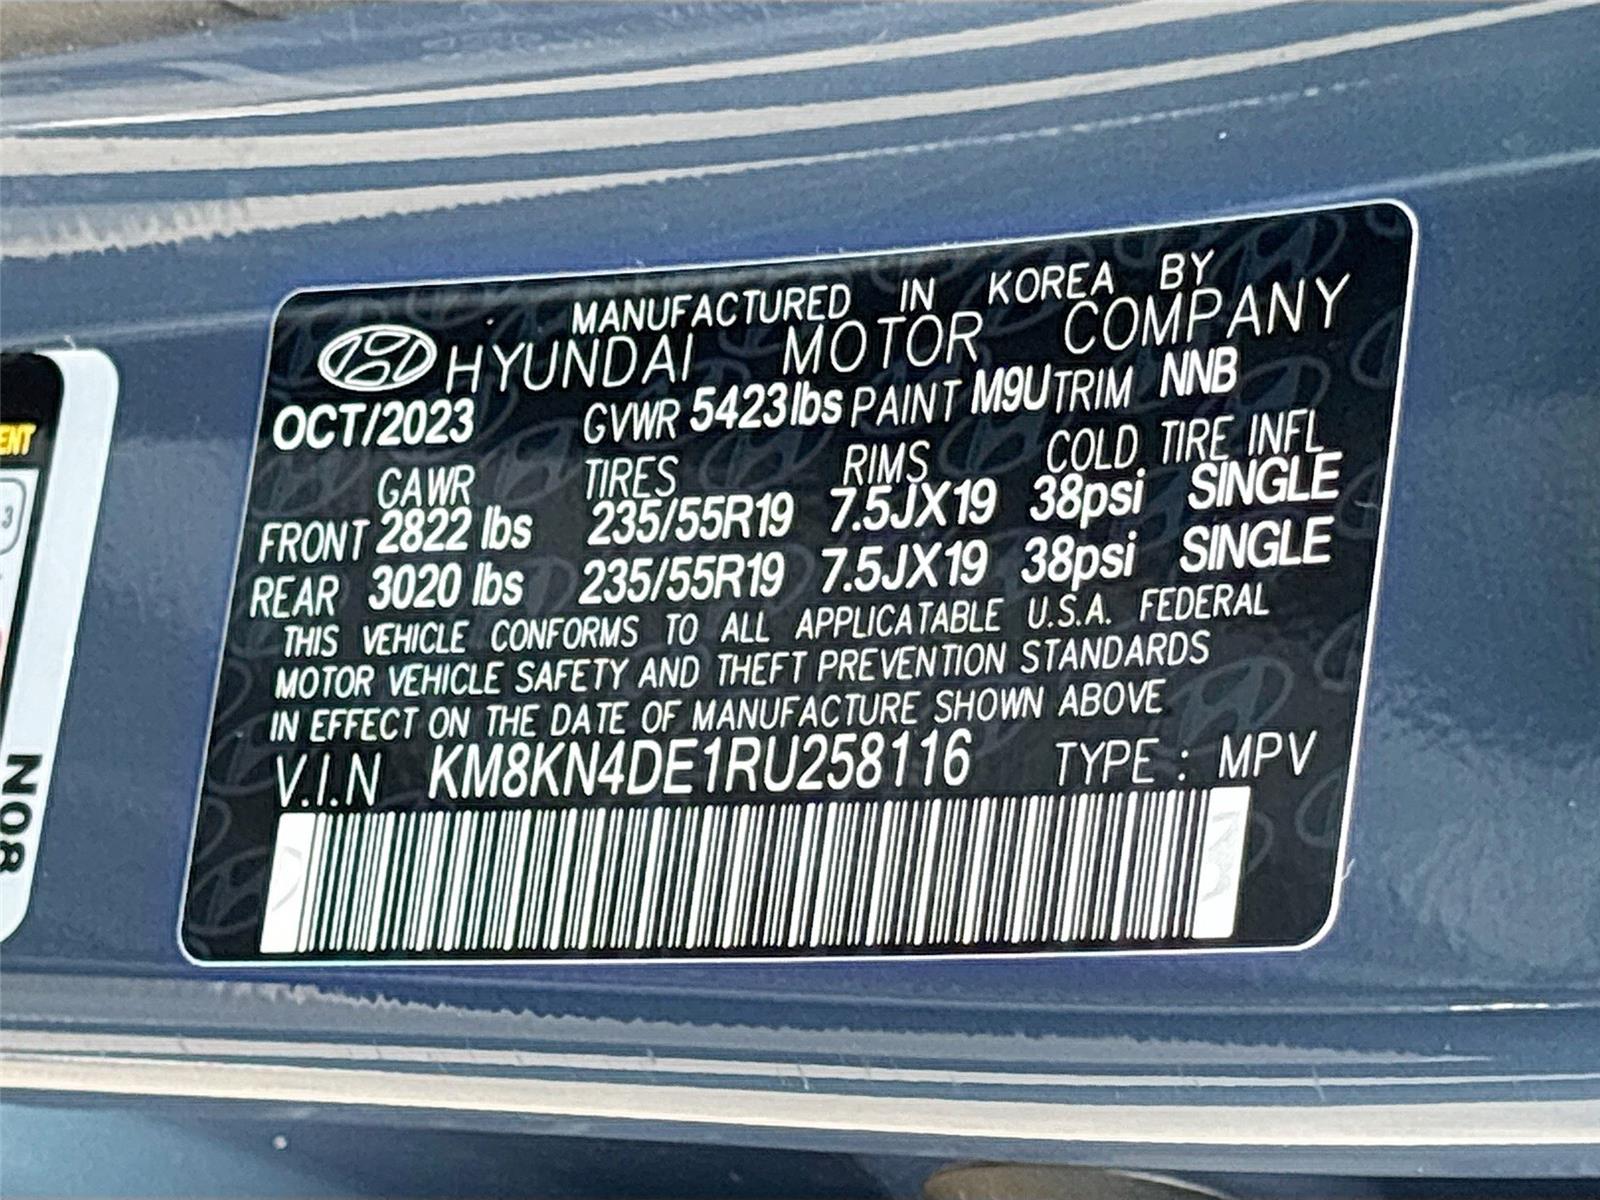 MANUFACTURED IN KOREA BY
HYUNDAI MOTOR COMPANY
OCT/2023 GVWR 5423lbs PAINT M9U TRIM NNB
GAWR TIRES RIMS COLD TIRE INFL
FRONT 2822 lbs 235/55R19 7.5JX19 38psi SINGLE
REAR 3020 lbs 235/55R19 7.5JX19 38psi SINGLE
THIS VEHICLE CONFORMS TO ALL APPLICATABLE U.S.A. FEDERAL
MOTOR VEHICLE SAFETY AND THEFT PREVENTION STANDARDS
IN EFFECT ON THE DATE OF MANUFACTURE SHOWN ABOVE
V.I.N KM8KN4DE1RU258116 TYPE : MPV
ENT
3
N08